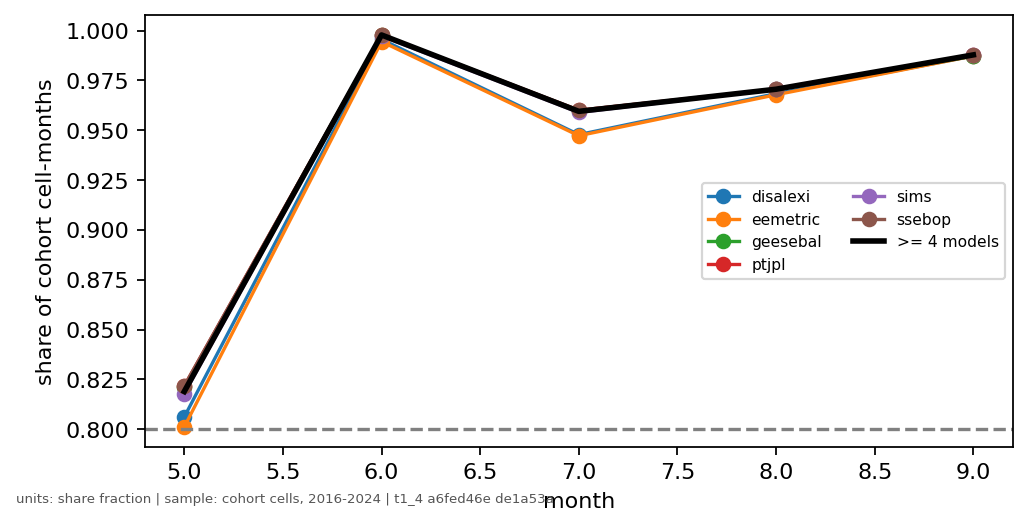 share of cohort cell-months
1.000
0.975
0.950
0.925
0.900
0.875
0.850
0.825
0.800
disalexi
eemetric
geesebal
ptjpl
sims
ssebop
>= 4 models
5.0 5.5 6.0 6.5 7.0 7.5 8.0 8.5 9.0
month
units: share fraction | sample: cohort cells, 2016-2024 | t1_4 a6fed46e de1a53a